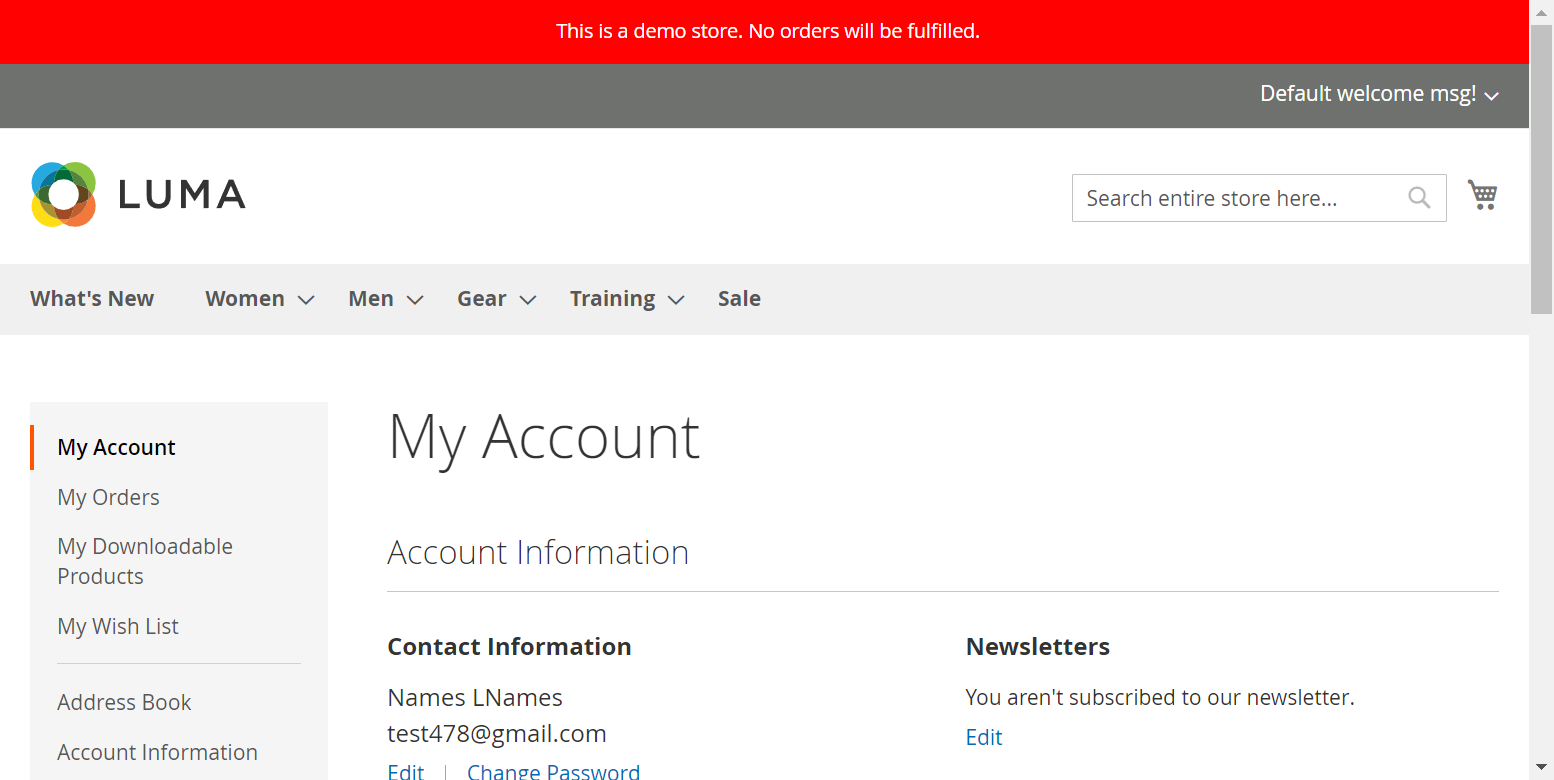 This is a demo store. No orders will be fulfilled.
Default welcome msg!
LUMA
Search entire store here...
What's New Women Men Gear Training Sale
My Account
My Orders
My Downloadable
Products
My Wish List
Address Book
Account Information
My Account
Account Information
Contact Information
Names LNames
test478@gmail.com
Edit | Change Password
Newsletters
You aren't subscribed to our newsletter.
Edit